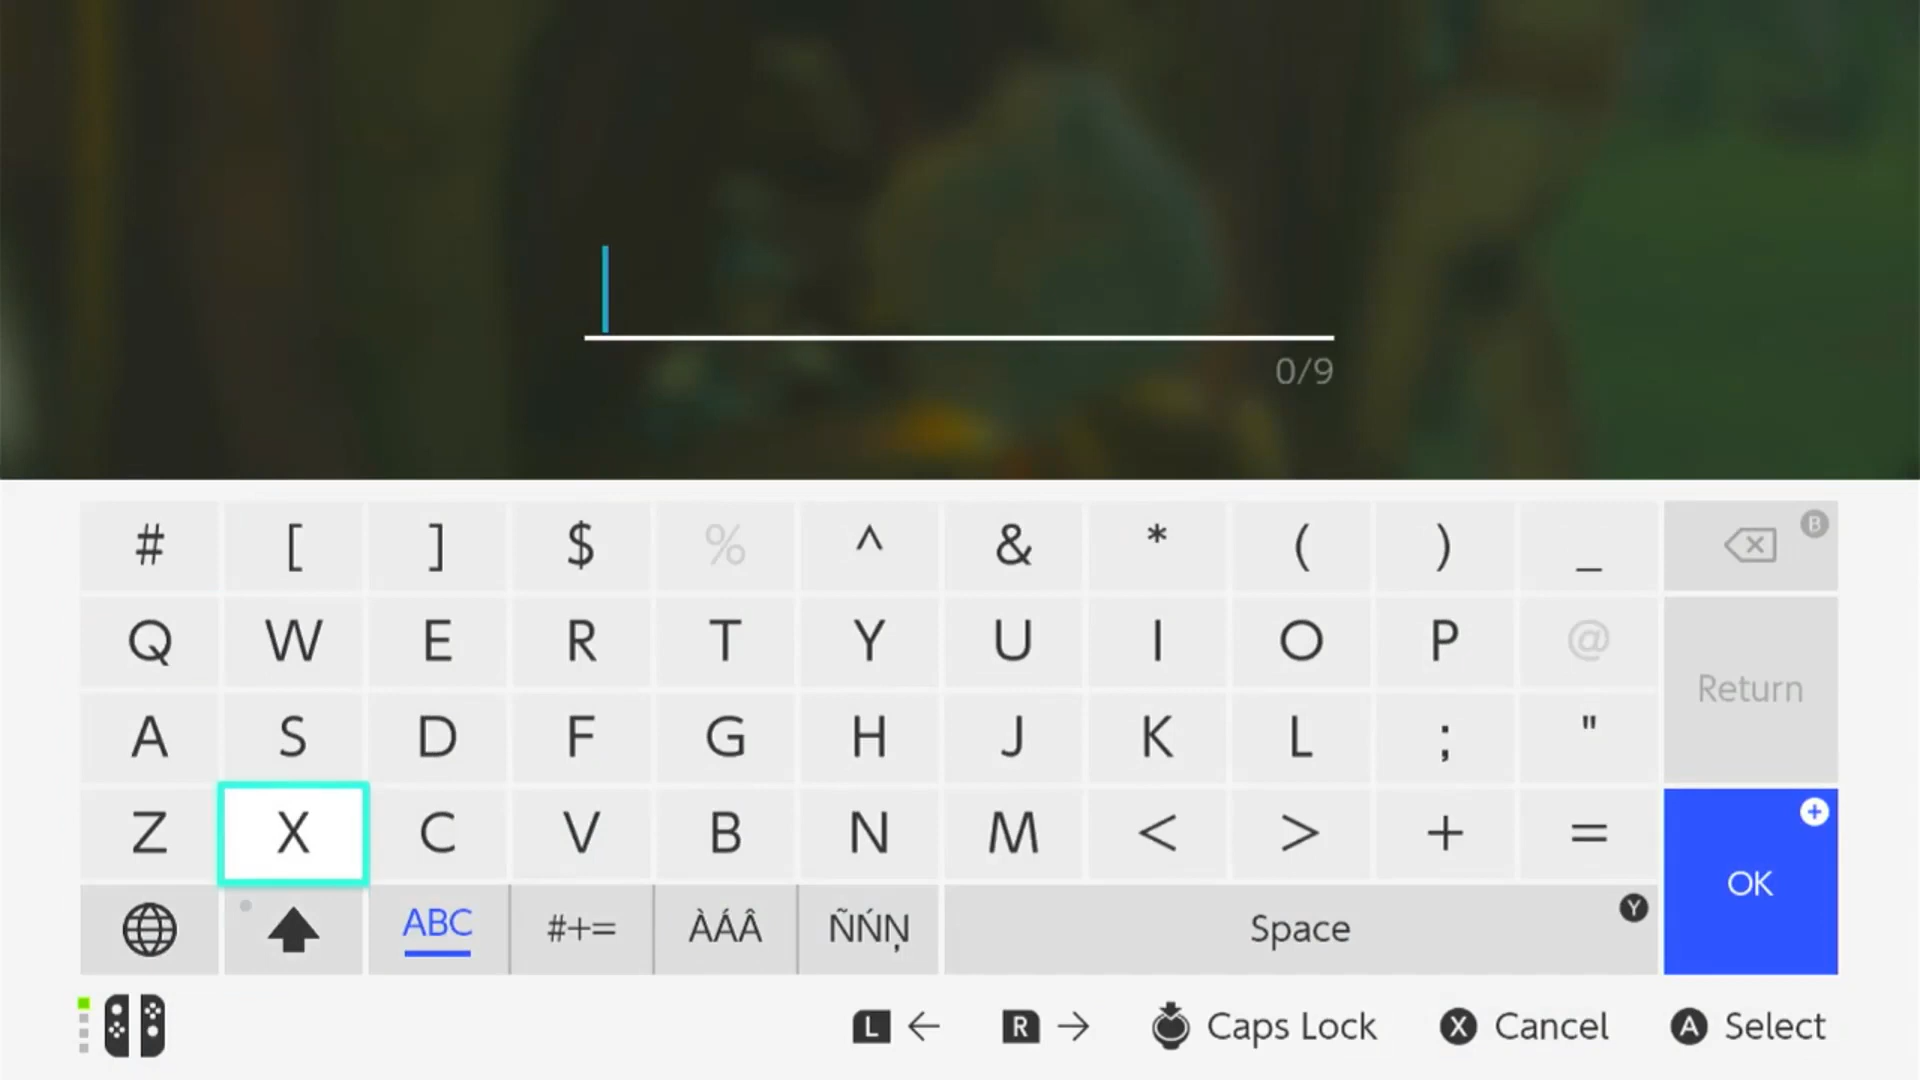 0/9
# [ ] $ % ^ & * ( ) _ B
Q W E R T Y U I O P @ Return
A S D F G H J K L ; "
Z X C V B N M < > + = + OK
ABC #+= ÀÁÂ ÑŃŅ Space Y
L ← R → Caps Lock X Cancel A Select